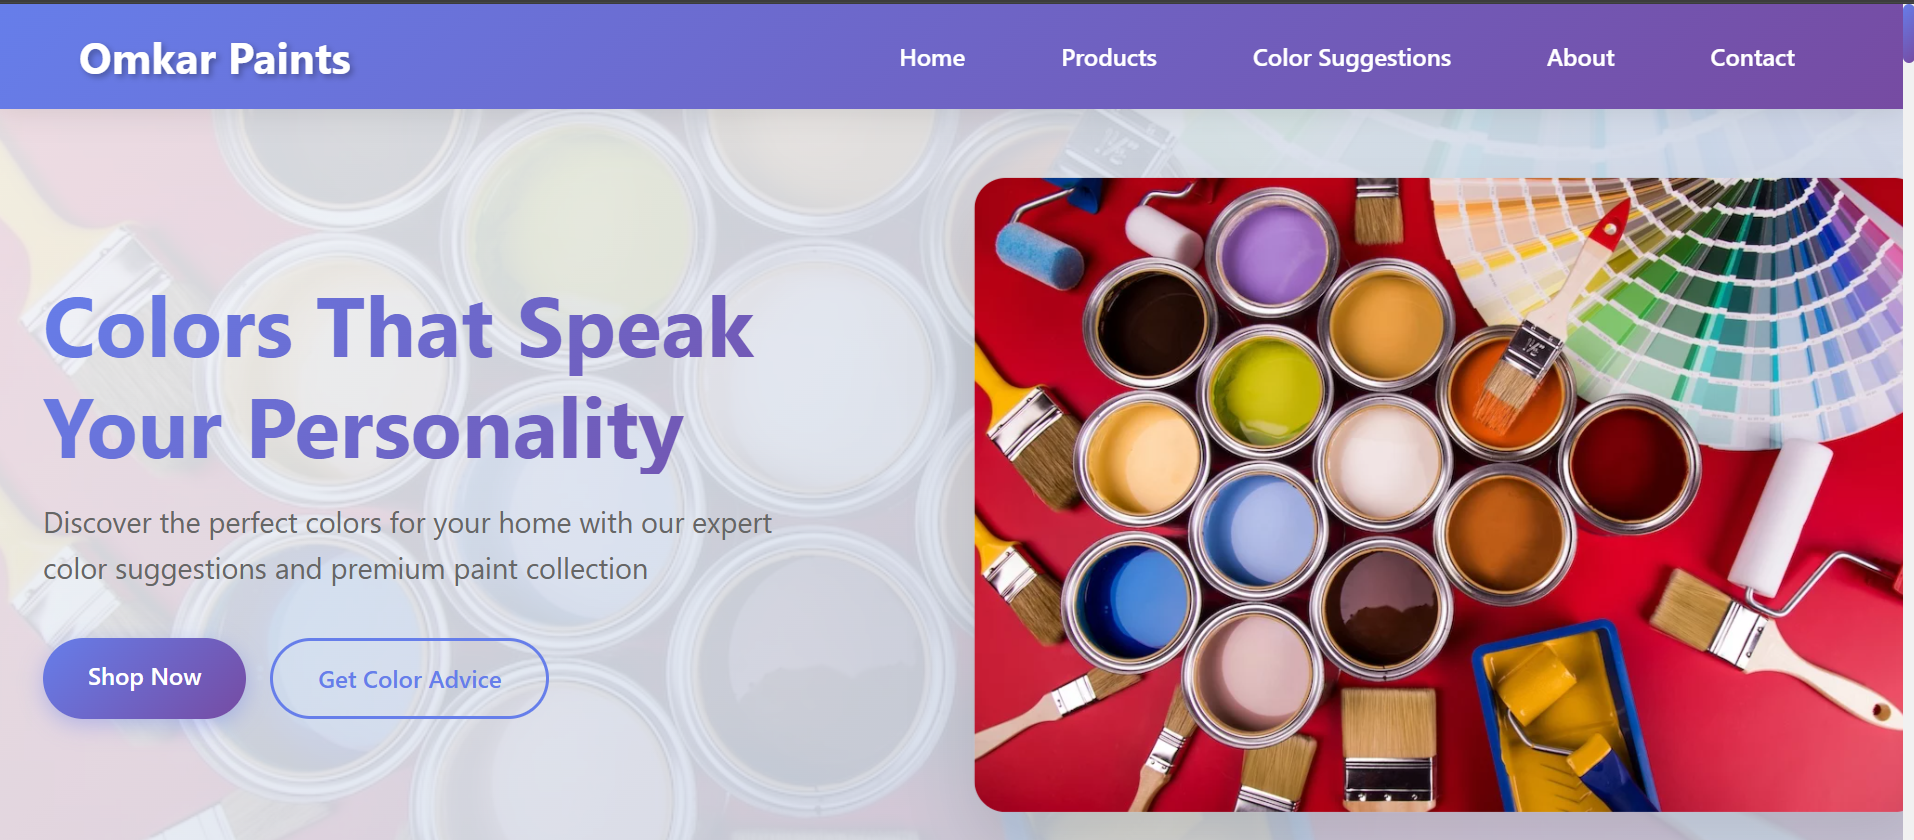 Omkar Paints
Home
Products
Color Suggestions
About
Contact
Colors That Speak
Your Personality
Discover the perfect colors for your home with our expert
color suggestions and premium paint collection
Shop Now
Get Color Advice